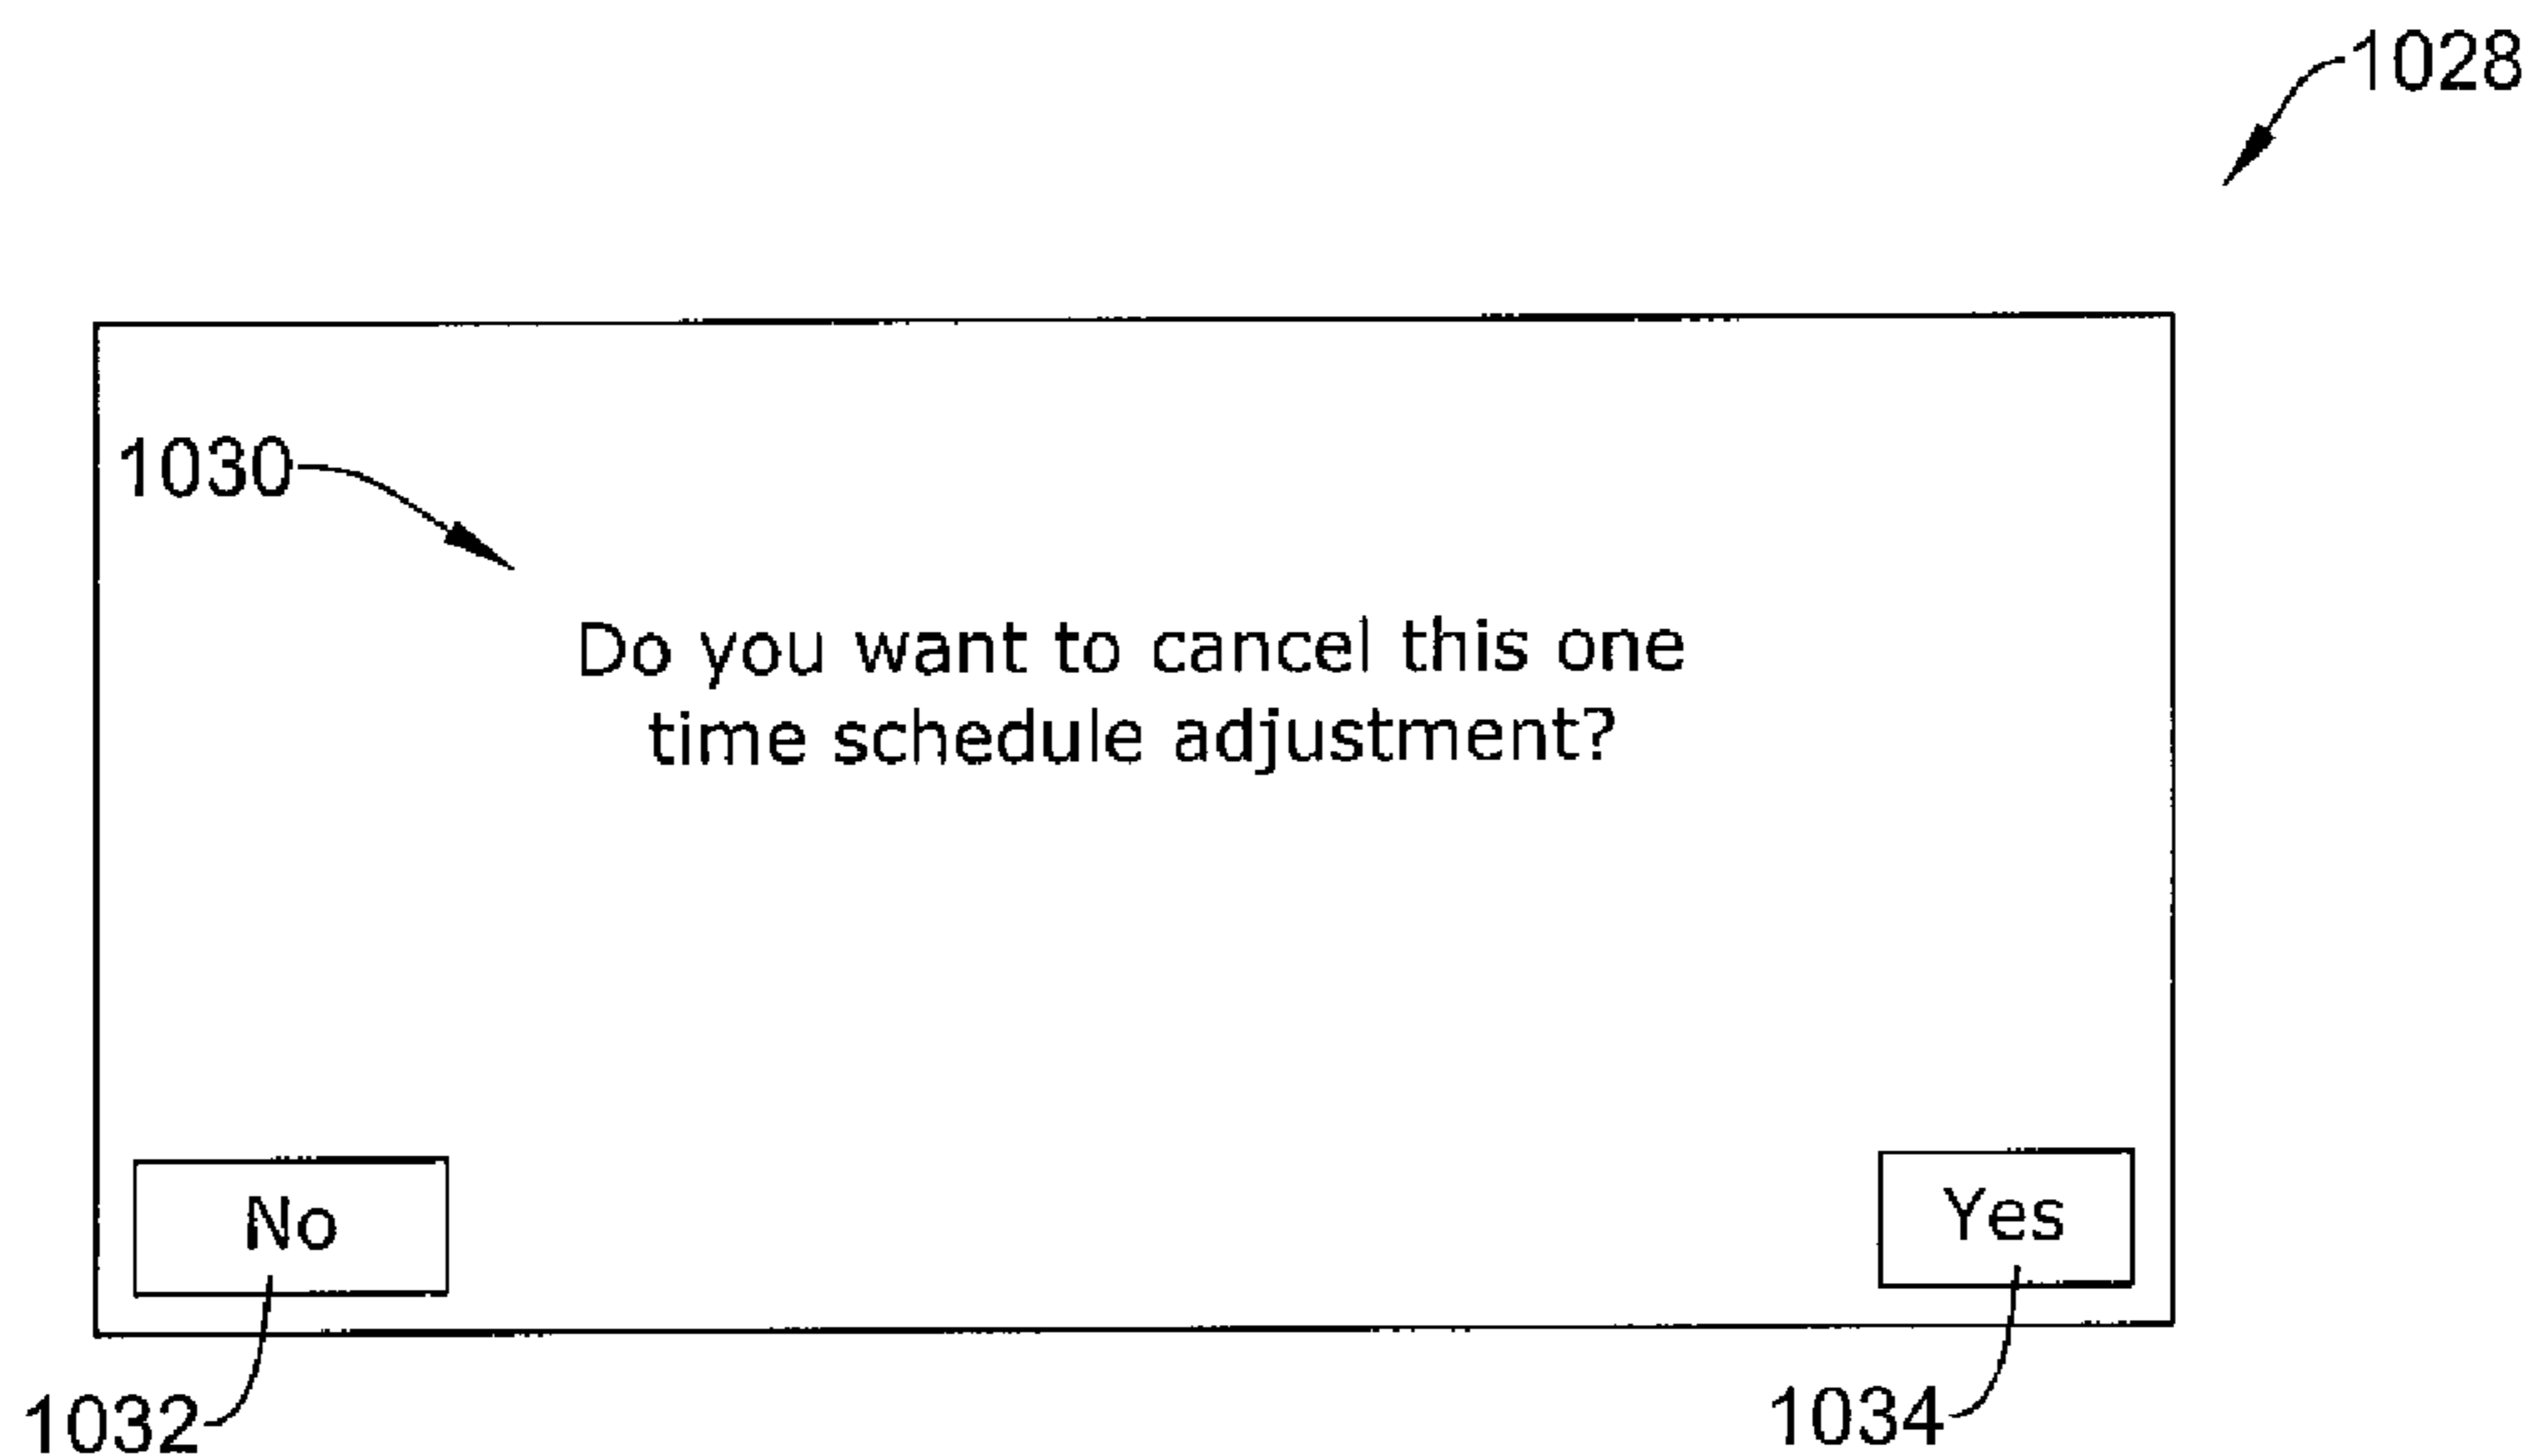 1028
1030
Do you want to cancel this one
time schedule adjustment?
No
Yes
1032
1034